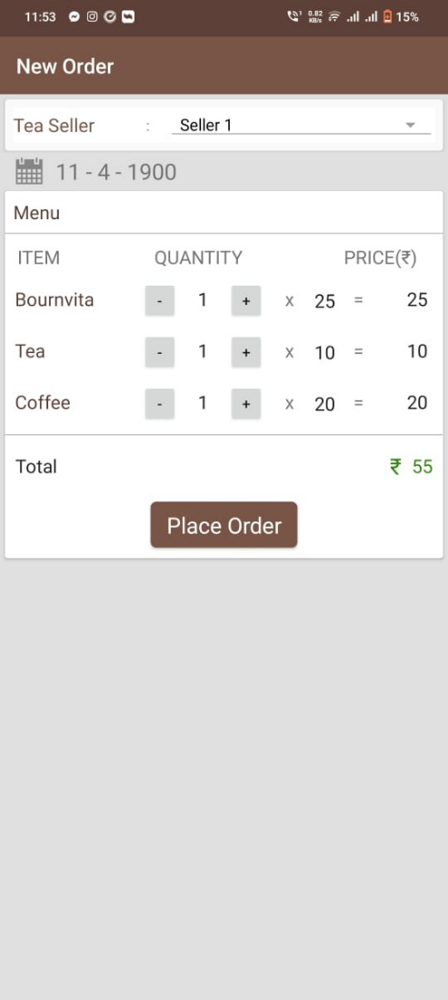 11:53 0.82 KB/s 15%
New Order
Tea Seller : Seller 1
11 - 4 - 1900
Menu
ITEM QUANTITY PRICE(₹)
Bournvita - 1 + x 25 = 25
Tea - 1 + x 10 = 10
Coffee - 1 + x 20 = 20
Total ₹ 55
Place Order